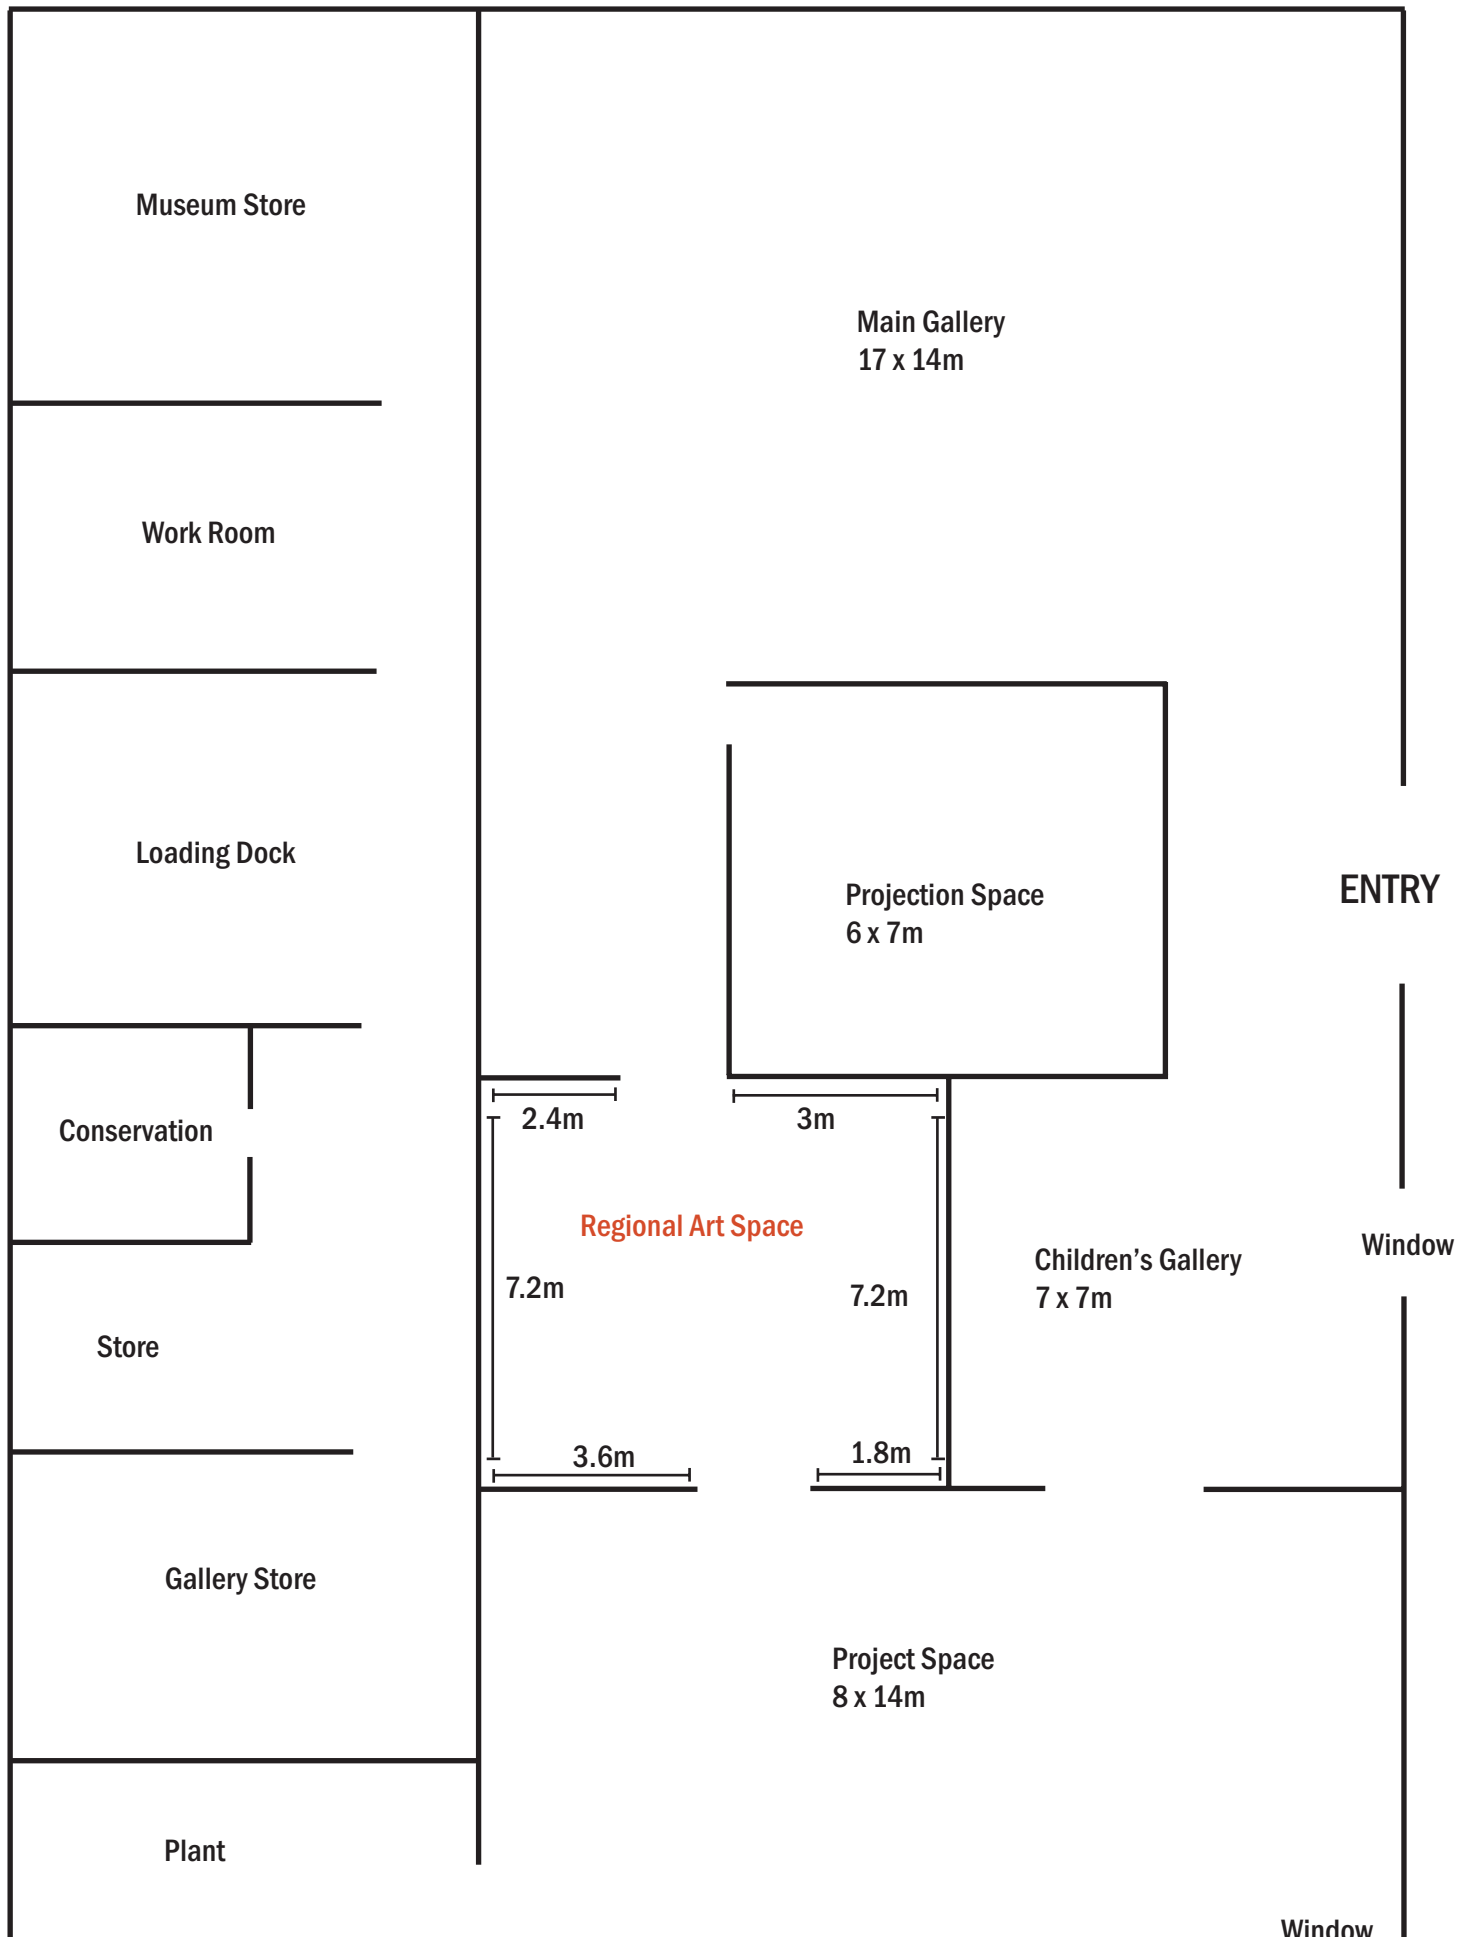 Museum Store
Main Gallery
17 x 14m
Work Room
Loading Dock
ENTRY
Projection Space
6 x 7m
2.4m
3m
Conservation
Regional Art Space
Window
Children’s Gallery
7 x 7m
7.2m
7.2m
Store
3.6m
1.8m
Gallery Store
Project Space
8 x 14m
Plant
Window